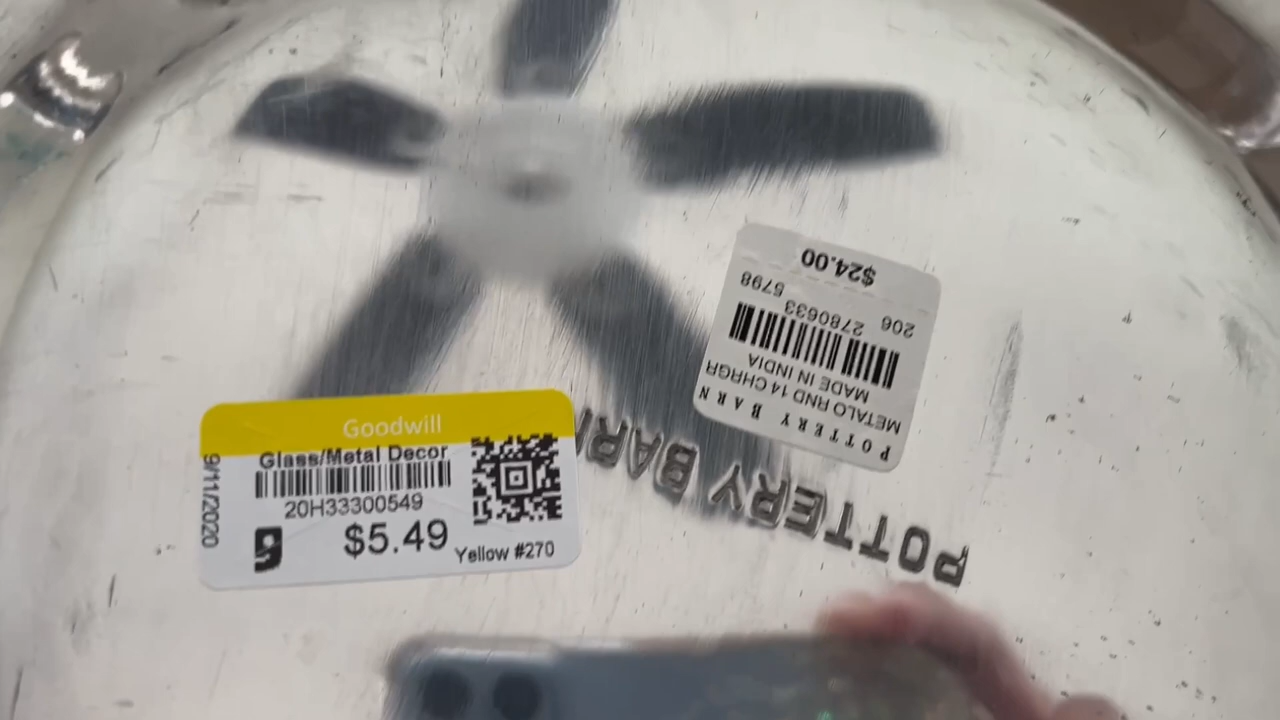 Goodwill
Glass/Metal Decor
20H33300549
$5.49
Yellow #270
9/11/2020
POTTERY BARN
POTTERY BARN
METALO RND 14 CHRGR
MADE IN INDIA
206 2780633 5798
$24.00